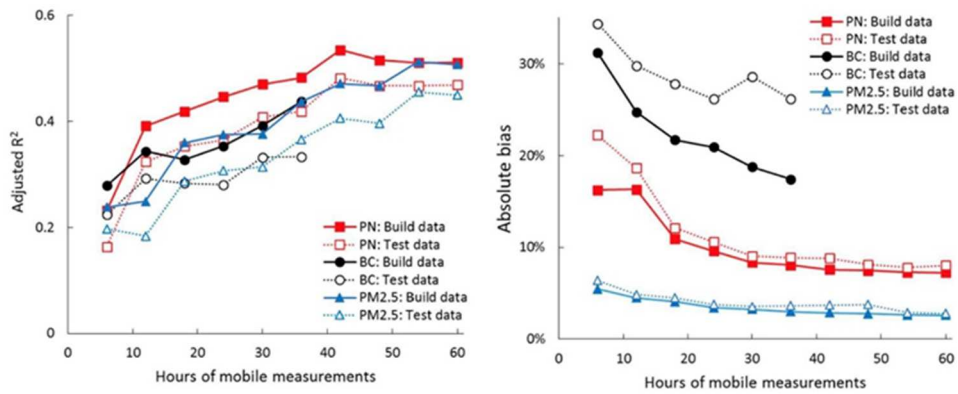 0.6
0.4
0.2
0
Adjusted R²
0 10 20 30 40 50 60
Hours of mobile measurements
PN: Build data
PN: Test data
BC: Build data
BC: Test data
PM2.5: Build data
PM2.5: Test data
30%
20%
10%
0%
Absolute bias
0 10 20 30 40 50 60
Hours of mobile measurements
PN: Build data
PN: Test data
BC: Build data
BC: Test data
PM2.5: Build data
PM2.5: Test data